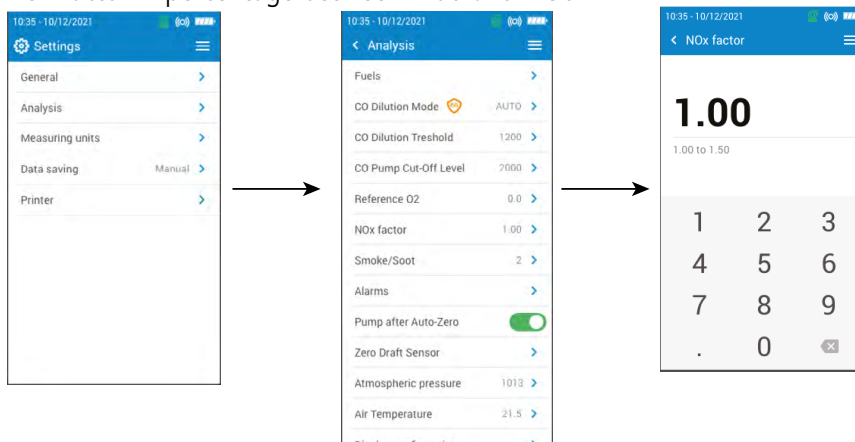 10:35 - 10/12/2021
Settings
General
Analysis
Measuring units
Data saving Manual
Printer
10:35 - 10/12/2021
Analysis
Fuels
CO Dilution Mode AUTO
CO Dilution Treshold 1200
CO Pump Cut-Off Level 2000
Reference O2 0.0
NOx factor 1.00
Smoke/Soot 2
Alarms
Pump after Auto-Zero
Zero Draft Sensor
Atmospheric pressure 1013
Air Temperature 21.5
10:35 - 10/12/2021
NOx factor
1.00
1.00 to 1.50
1 2 3
4 5 6
7 8 9
. 0